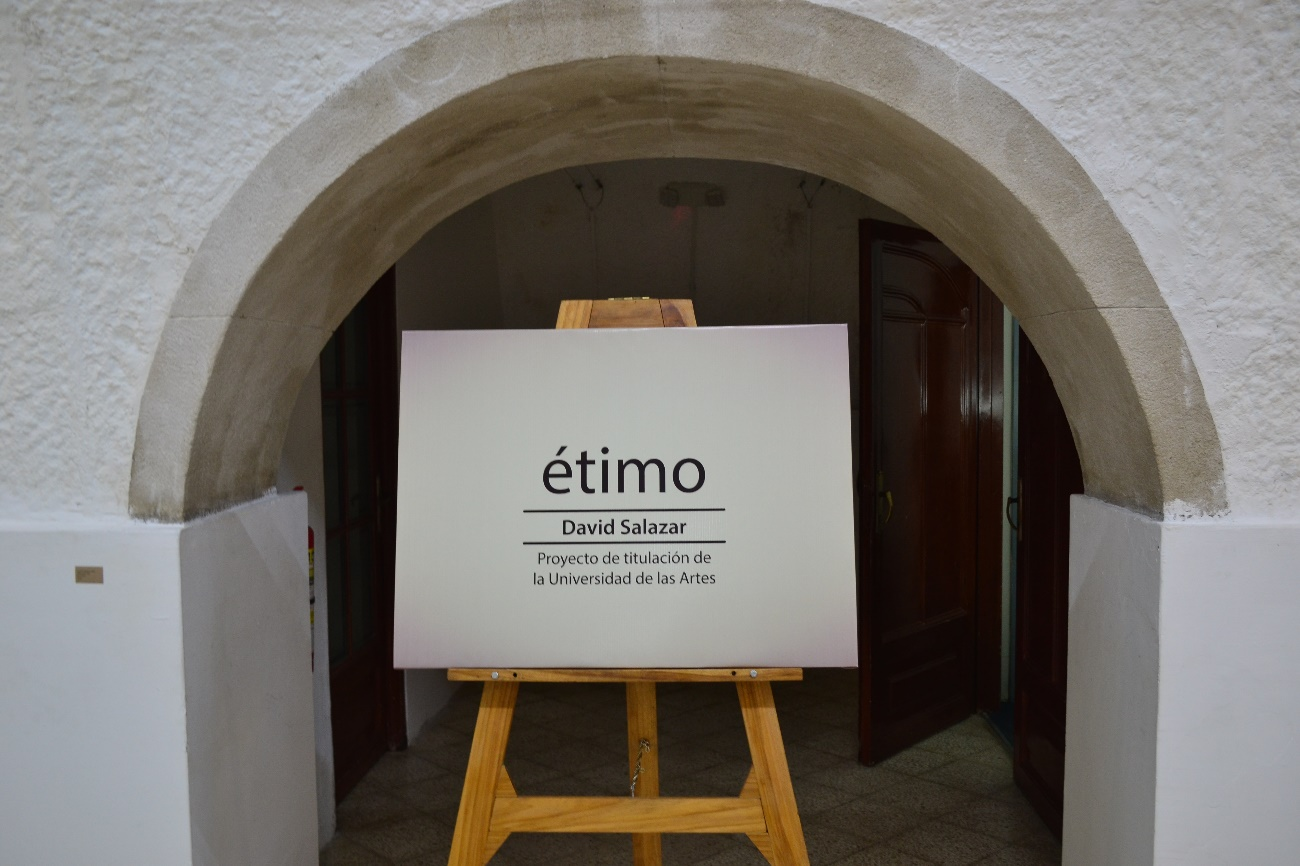 étimo
David Salazar
Proyecto de titulación de
la Universidad de las Artes